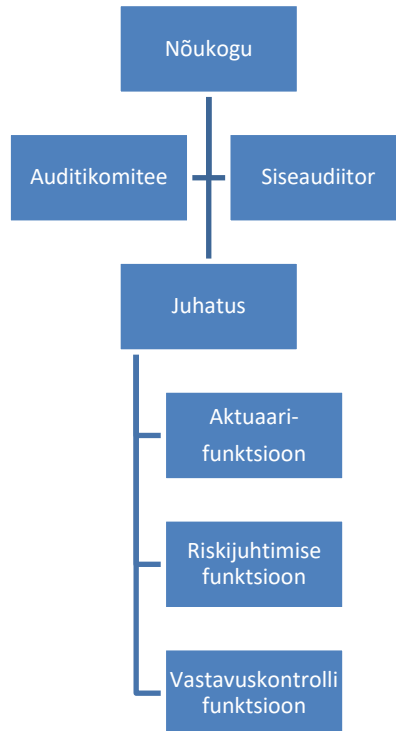 Nõukogu
Auditikomitee
Siseaudiitor
Juhatus
Aktuaari-
funktsioon
Riskijuhtimise
funktsioon
Vastavuskontrolli
funktsioon